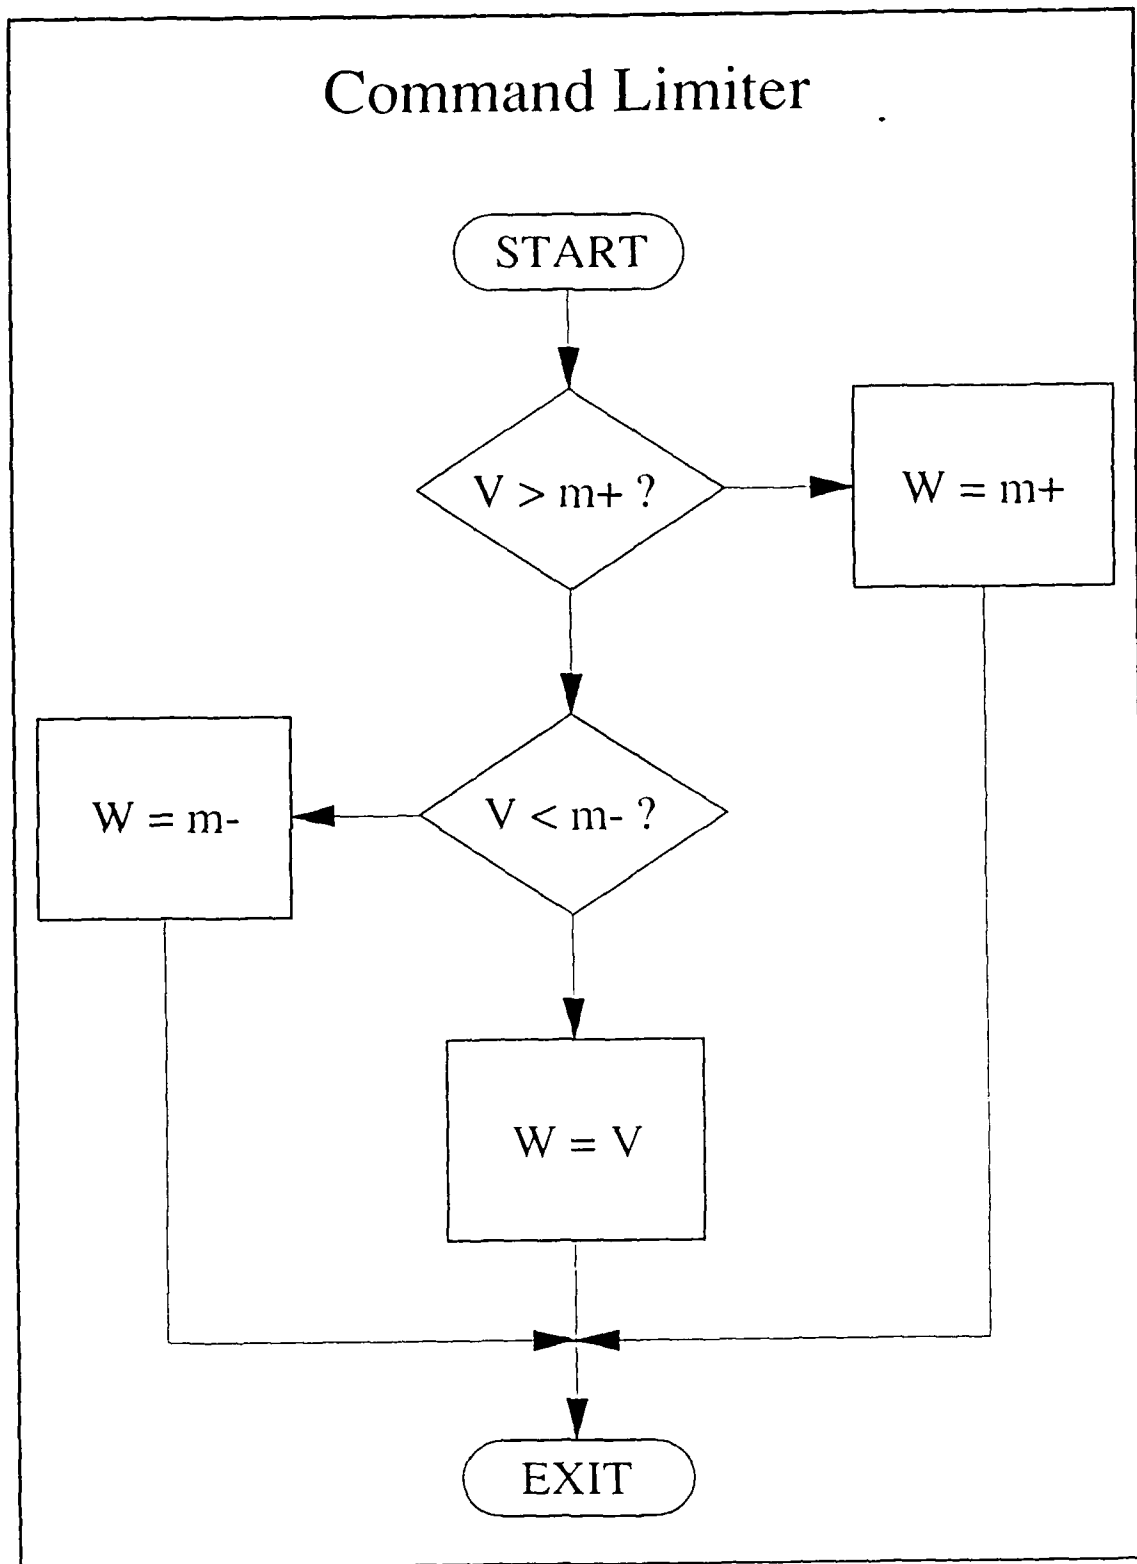 Command Limiter
START
V > m+ ?
W = m+
V < m- ?
W = m-
W = V
EXIT